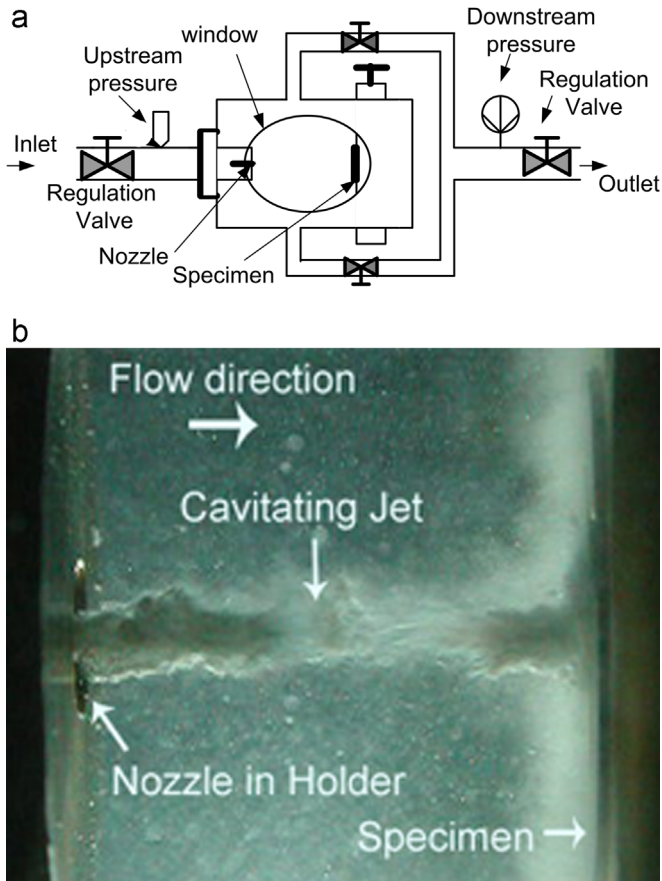 a
Downstream
pressure
window
Upstream
pressure
Regulation
Valve
Inlet
Regulation
Valve
Outlet
Nozzle
Specimen
b
Flow direction
Cavitating Jet
Nozzle in Holder
Specimen